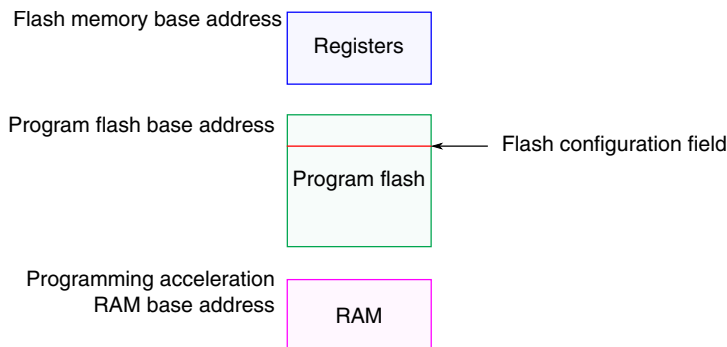 Flash memory base address
Registers
Program flash base address
Flash configuration field
Program flash
Programming acceleration
RAM base address
RAM